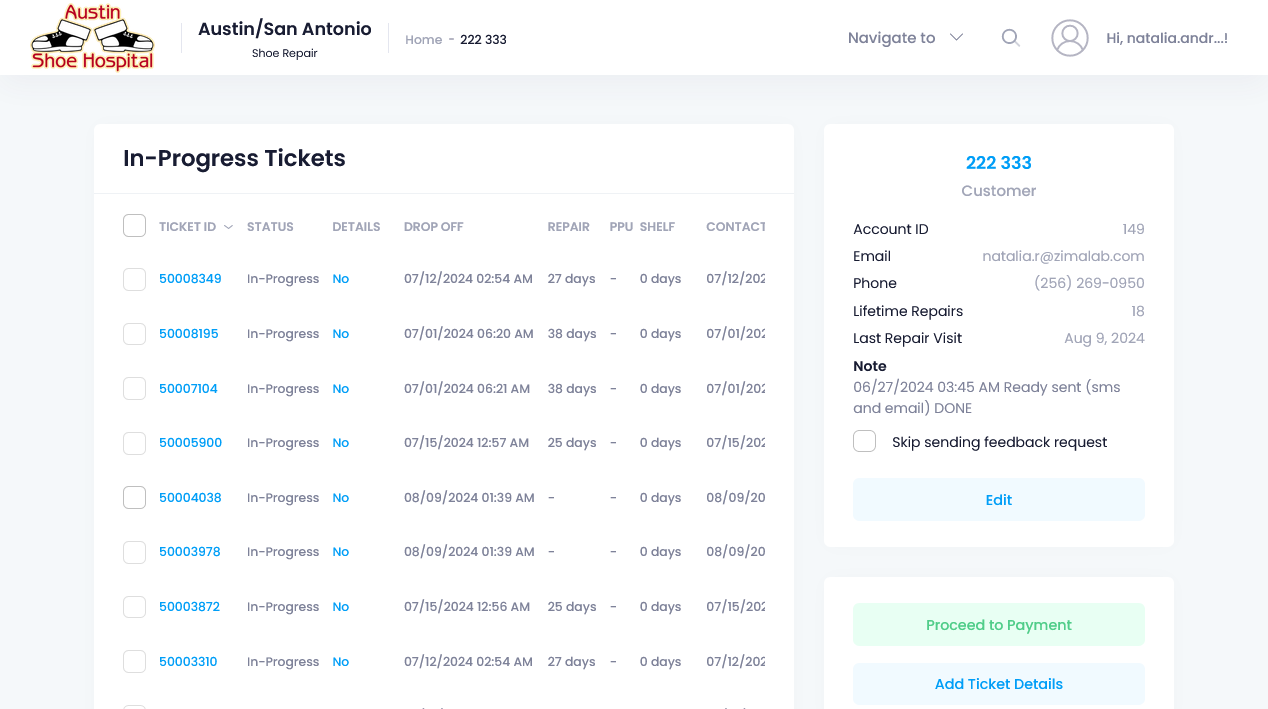 Austin
Shoe Hospital
Austin/San Antonio
Shoe Repair
Home - 222 333
Navigate to
Hi, natalia.andr...!
In-Progress Tickets
TICKET ID STATUS DETAILS DROP OFF REPAIR PPU SHELF CONTACT
50008349 In-Progress No 07/12/2024 02:54 AM 27 days - 0 days 07/12/202
50008195 In-Progress No 07/01/2024 06:20 AM 38 days - 0 days 07/01/202
50007104 In-Progress No 07/01/2024 06:21 AM 38 days - 0 days 07/01/202
50005900 In-Progress No 07/15/2024 12:57 AM 25 days - 0 days 07/15/202
50004038 In-Progress No 08/09/2024 01:39 AM - - 0 days 08/09/20
50003978 In-Progress No 08/09/2024 01:39 AM - - 0 days 08/09/20
50003872 In-Progress No 07/15/2024 12:56 AM 25 days - 0 days 07/15/202
50003310 In-Progress No 07/12/2024 02:54 AM 27 days - 0 days 07/12/202
222 333
Customer
Account ID 149
Email natalia.r@zimalab.com
Phone (256) 269-0950
Lifetime Repairs 18
Last Repair Visit Aug 9, 2024
Note
06/27/2024 03:45 AM Ready sent (sms
and email) DONE
Skip sending feedback request
Edit
Proceed to Payment
Add Ticket Details